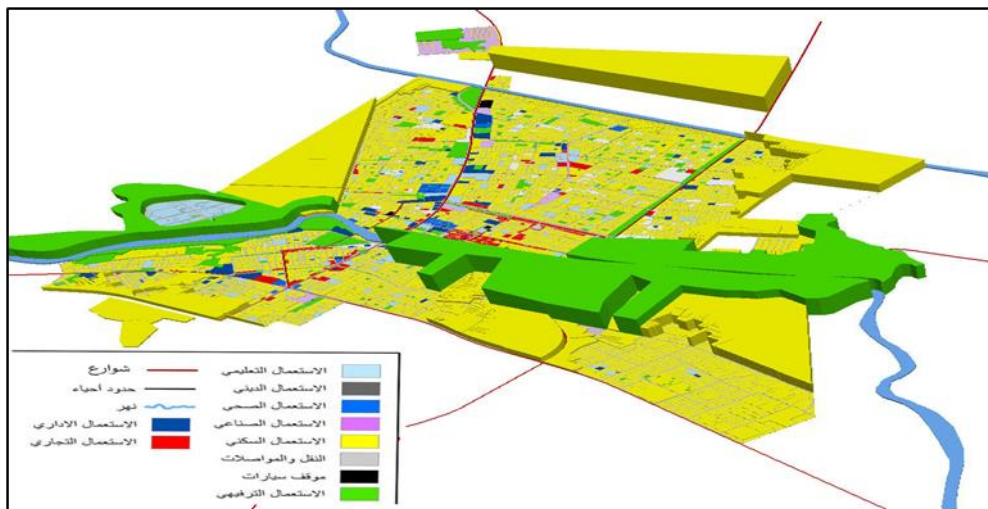 الاستعمال التعليمي
الاستعمال الديني
الاستعمال الصحي
الاستعمال الصناعي
الاستعمال السكني
النقل والمواصلات
موقف سيارات
الاستعمال الترفيهي
شوارع
حدود أحياء
نهر
الاستعمال الاداري
الاستعمال التجاري